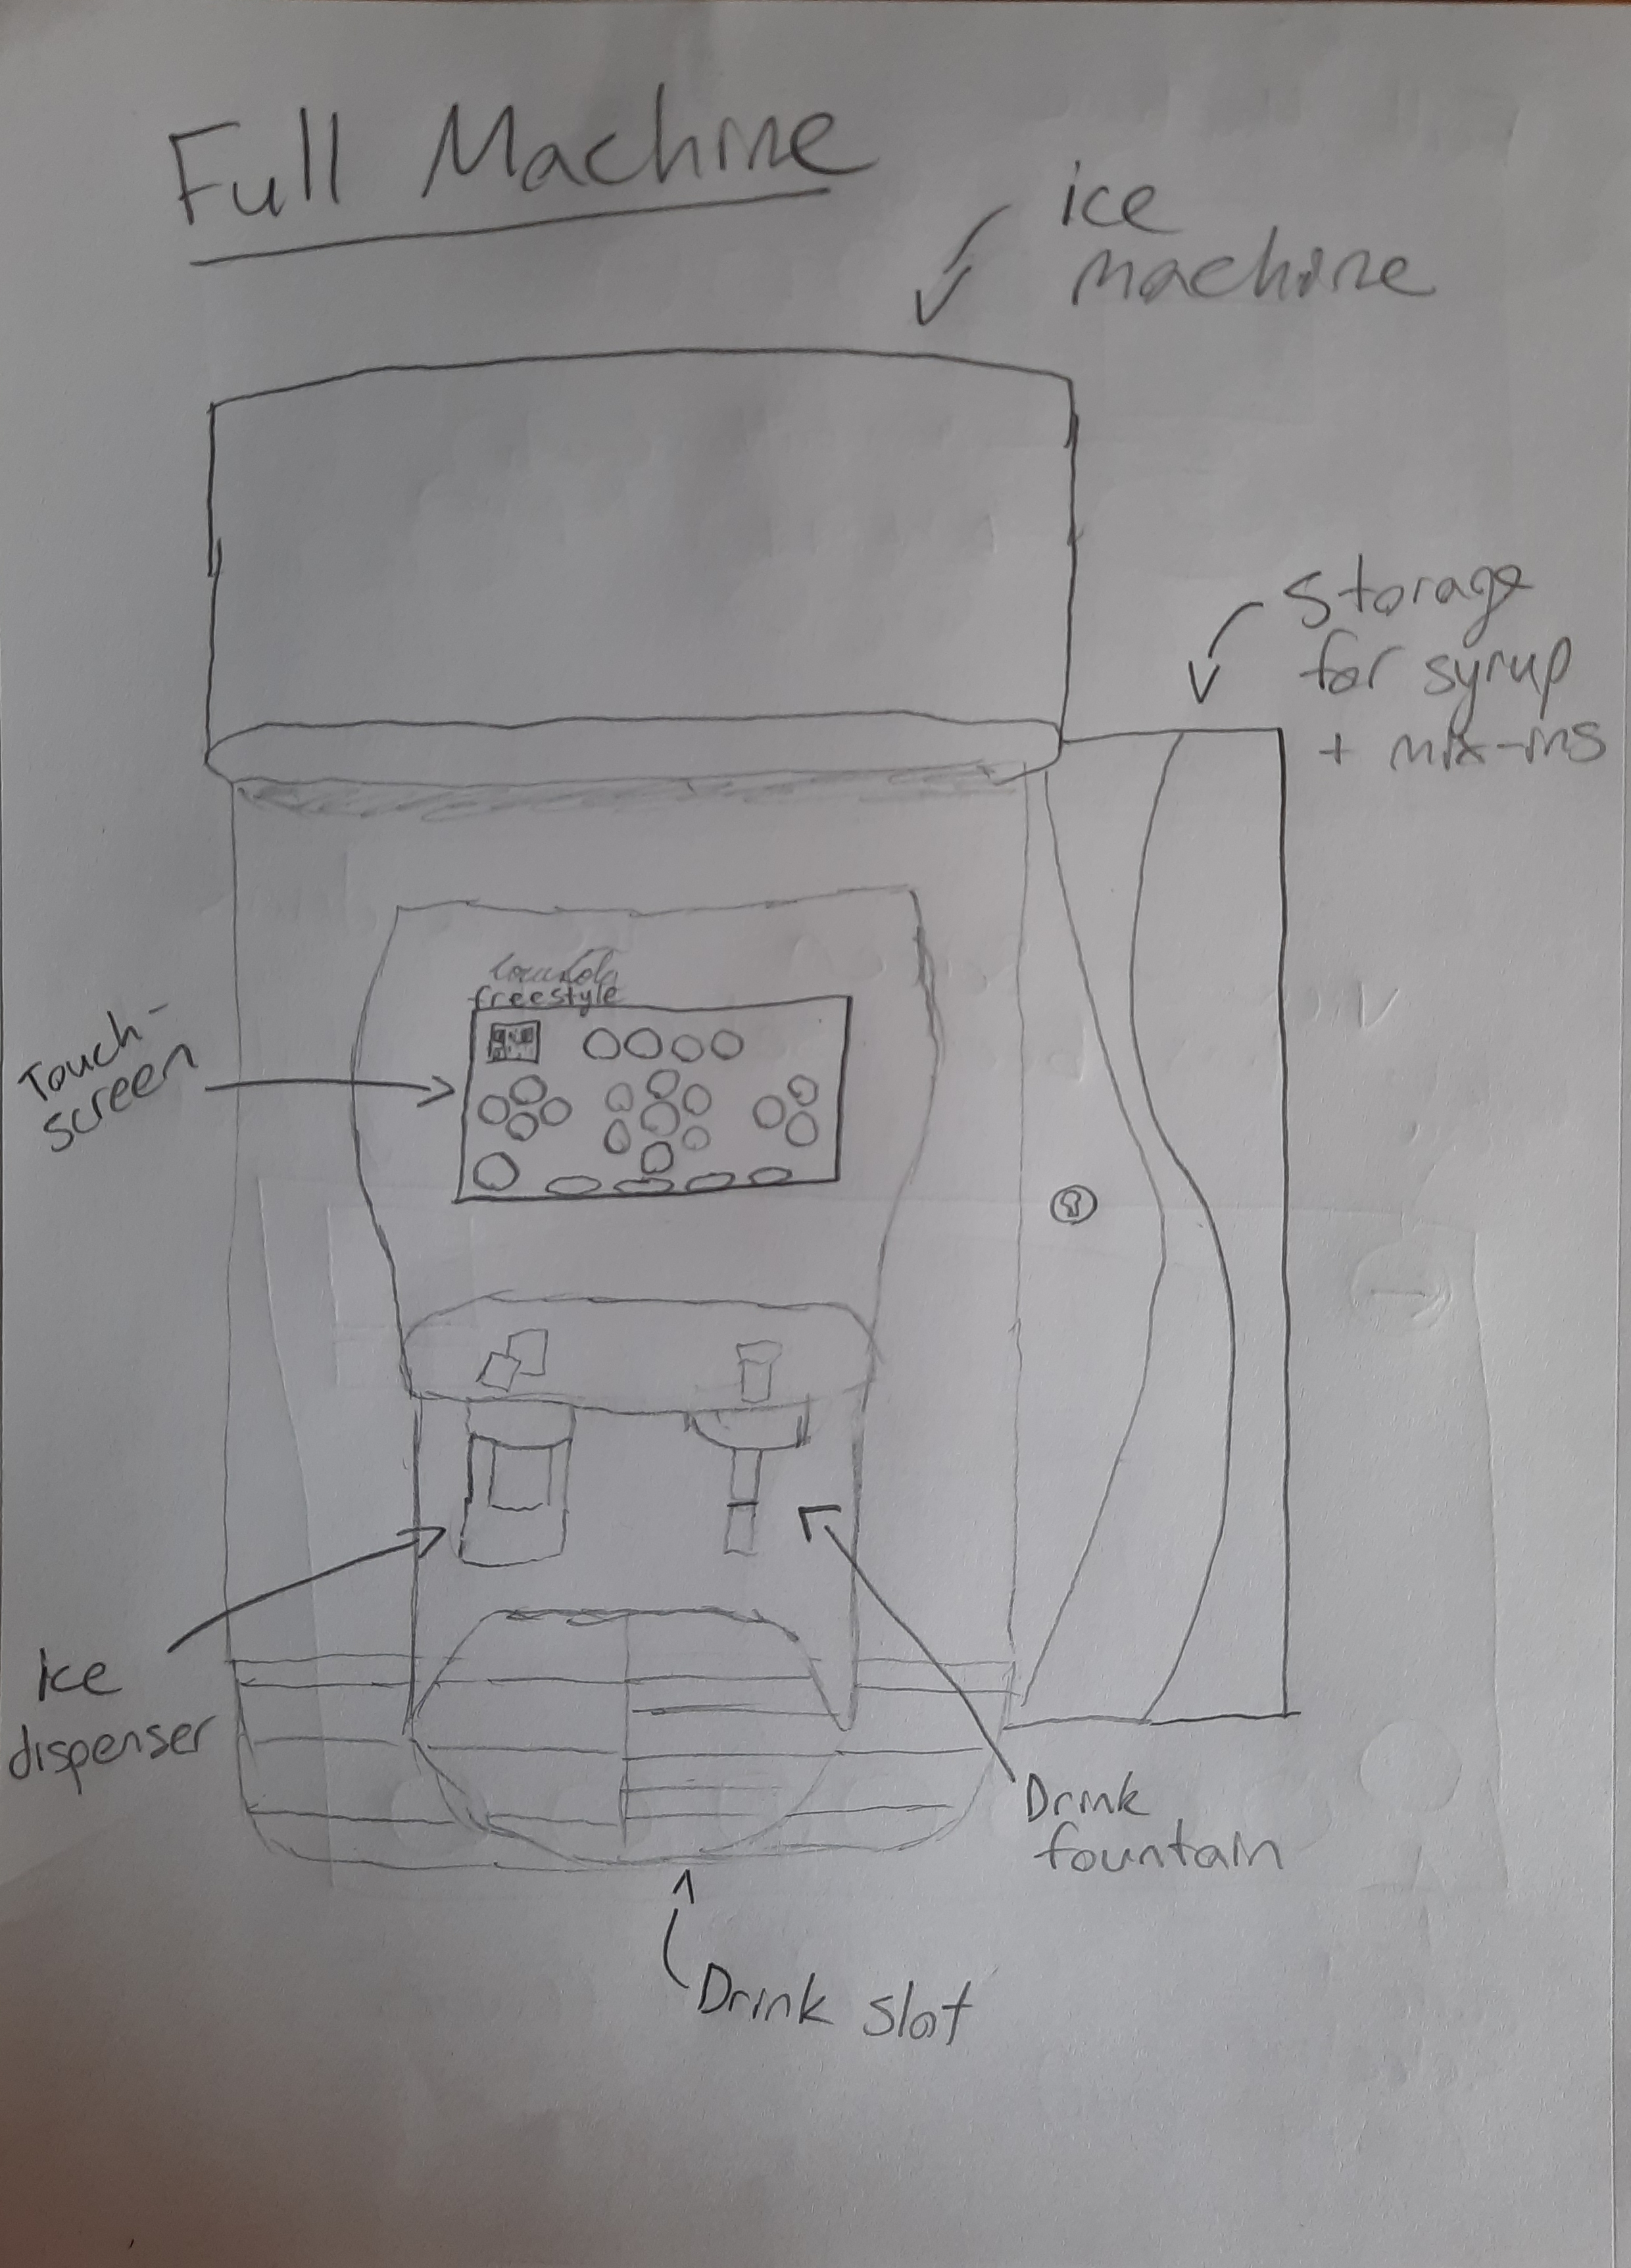 Full Machine
ice
machine
Storage
for syrup
+ mix-ins
freestyle
Touch-
screen
Ice
dispenser
Drink
fountain
Drink slot